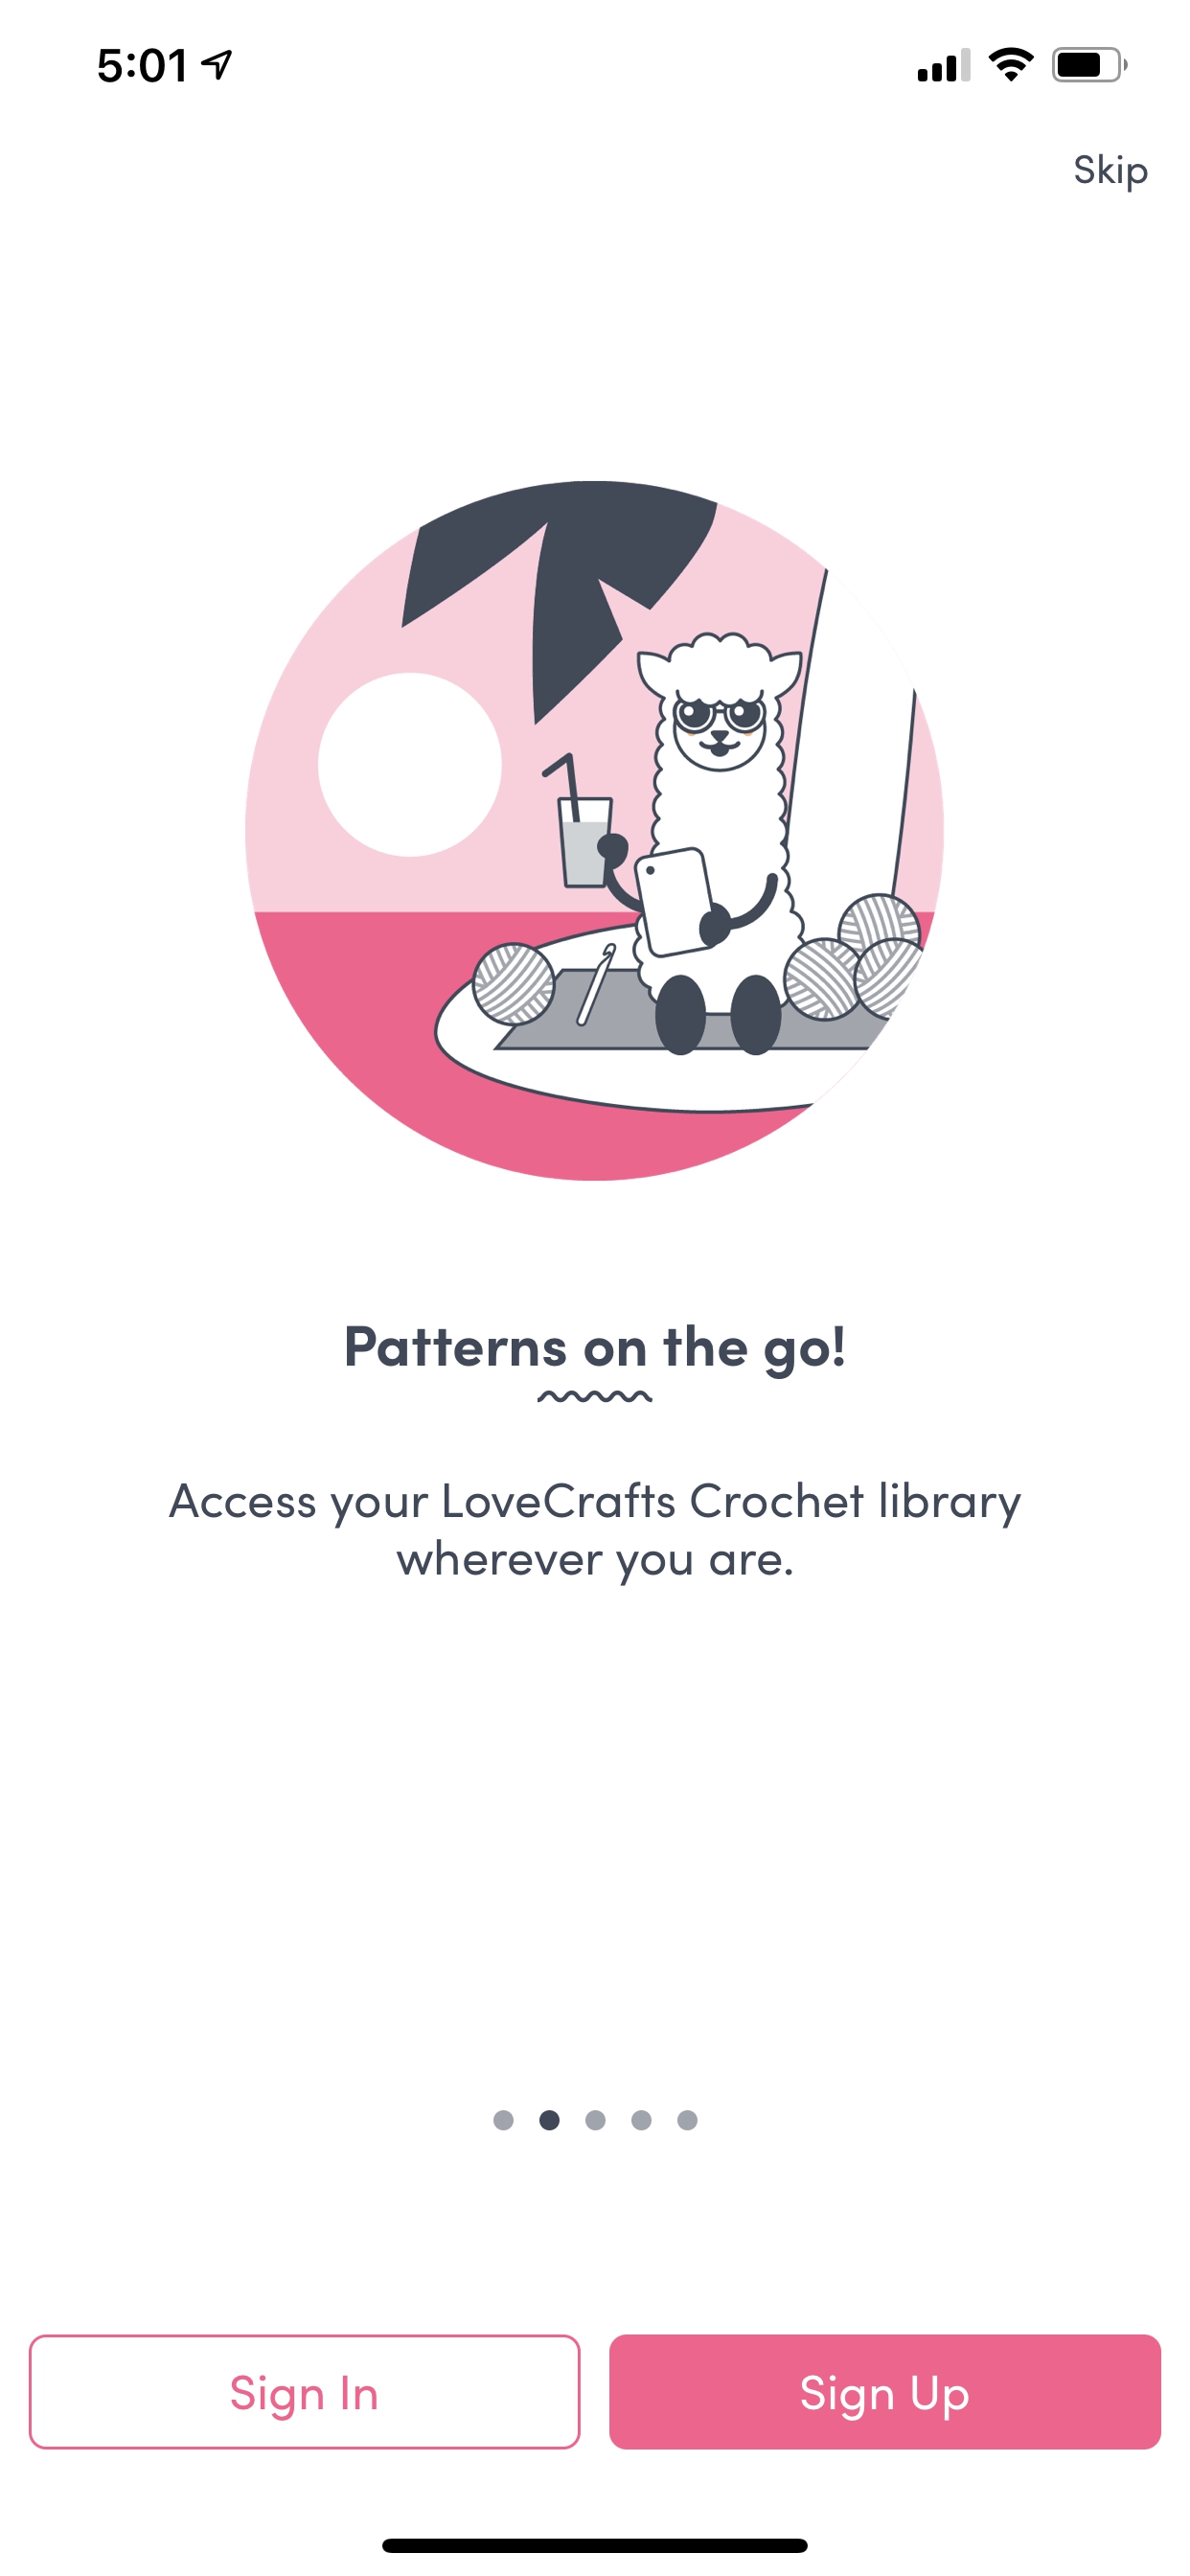 5:01
Skip
Patterns on the go!
Access your LoveCrafts Crochet library
wherever you are.
Sign In
Sign Up